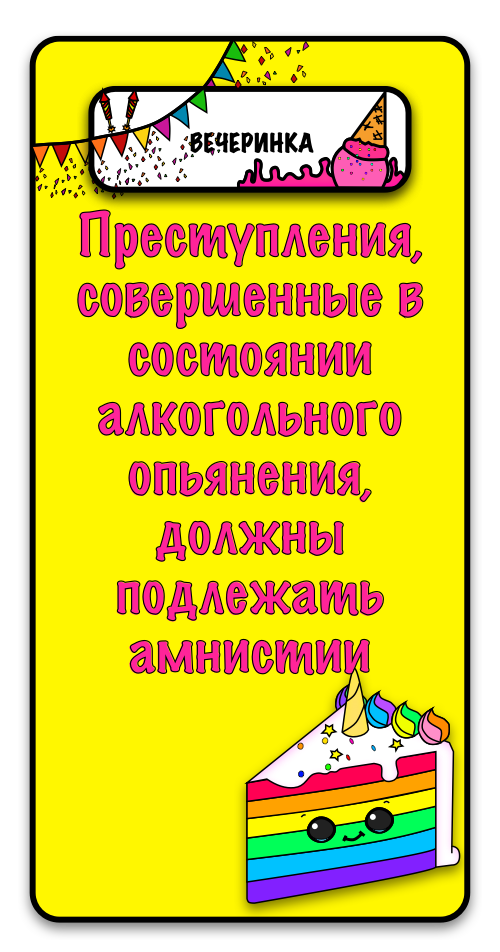 ВЕЧЕРИНКА
Преступления,
совершенные в
состоянии
алкогольного
опьянения,
должны
подлежать
амнистии